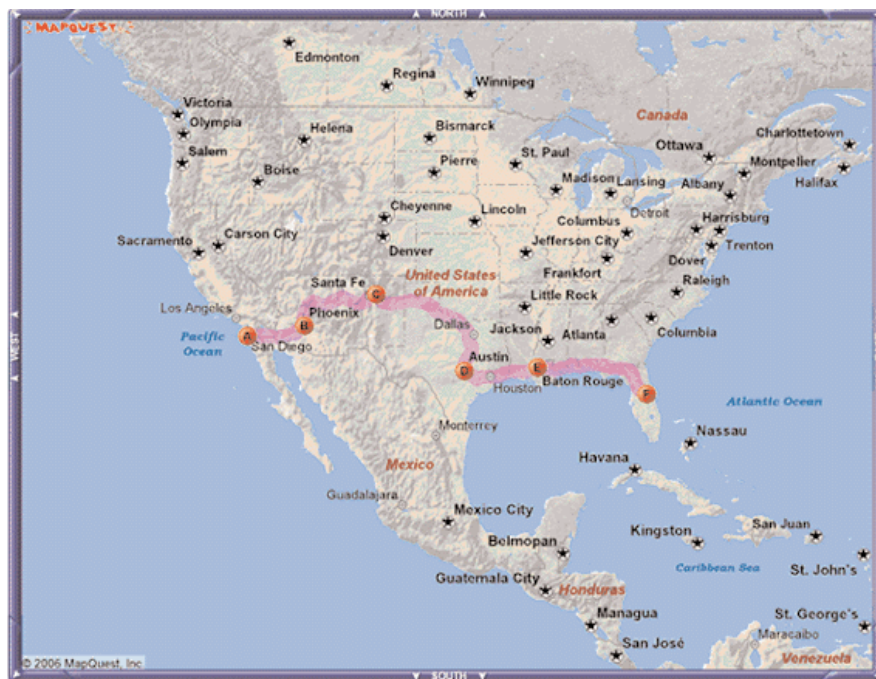 NORTH
MAPQUEST
Edmonton
Regina
Winnipeg
Canada
Victoria
Olympia
Helena
Bismarck
Charlottetown
Salem
St. Paul
Ottawa
Montpelier
Boise
Pierre
Madison
Lansing
Albany
Halifax
Cheyenne
Lincoln
Columbus
Detroit
Harrisburg
Sacramento
Carson City
Denver
Jefferson City
Dover
Trenton
Santa Fe
United States
of America
Frankfort
Raleigh
Los Angeles
C
Little Rock
B
Phoenix
Dallas
Jackson
Atlanta
Columbia
Pacific
Ocean
A
San Diego
WEST
Austin
D
E
Houston
Baton Rouge
F
Atlantic Ocean
Monterrey
Nassau
Mexico
Havana
Guadalajara
Mexico City
Kingston
San Juan
Belmopan
Caribbean Sea
St. John's
Guatemala City
Honduras
Managua
St. George's
San José
Maracaibo
Venezuela
© 2006 MapQuest, Inc
SOUTH